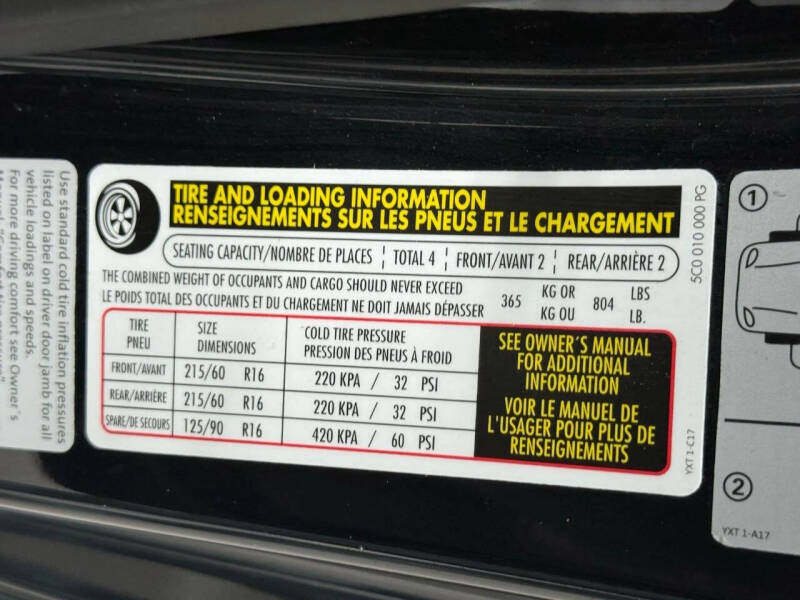 Use standard cold tire inflation pressures
listed on label on driver door jamb for all
vehicle loadings and speeds.
For more driving comfort see Owner's
TIRE AND LOADING INFORMATION
RENSEIGNEMENTS SUR LES PNEUS ET LE CHARGEMENT
SEATING CAPACITY/NOMBRE DE PLACES ¦ TOTAL 4 ¦ FRONT/AVANT 2 ¦ REAR/ARRIÈRE 2
THE COMBINED WEIGHT OF OCCUPANTS AND CARGO SHOULD NEVER EXCEED
LE POIDS TOTAL DES OCCUPANTS ET DU CHARGEMENT NE DOIT JAMAIS DÉPASSER
365
KG OR
KG OU
804
LBS
LB.
TIRE
PNEU
SIZE
DIMENSIONS
COLD TIRE PRESSURE
PRESSION DES PNEUS À FROID
FRONT/AVANT 215/60 R16 220 KPA / 32 PSI
REAR/ARRIÈRE 215/60 R16 220 KPA / 32 PSI
SPARE/DE SECOURS 125/90 R16 420 KPA / 60 PSI
SEE OWNER'S MANUAL
FOR ADDITIONAL
INFORMATION
VOIR LE MANUEL DE
L'USAGER POUR PLUS DE
RENSEIGNEMENTS
5C0 010 000 PG
YXT 1-C17
1
2
YXT 1-A17